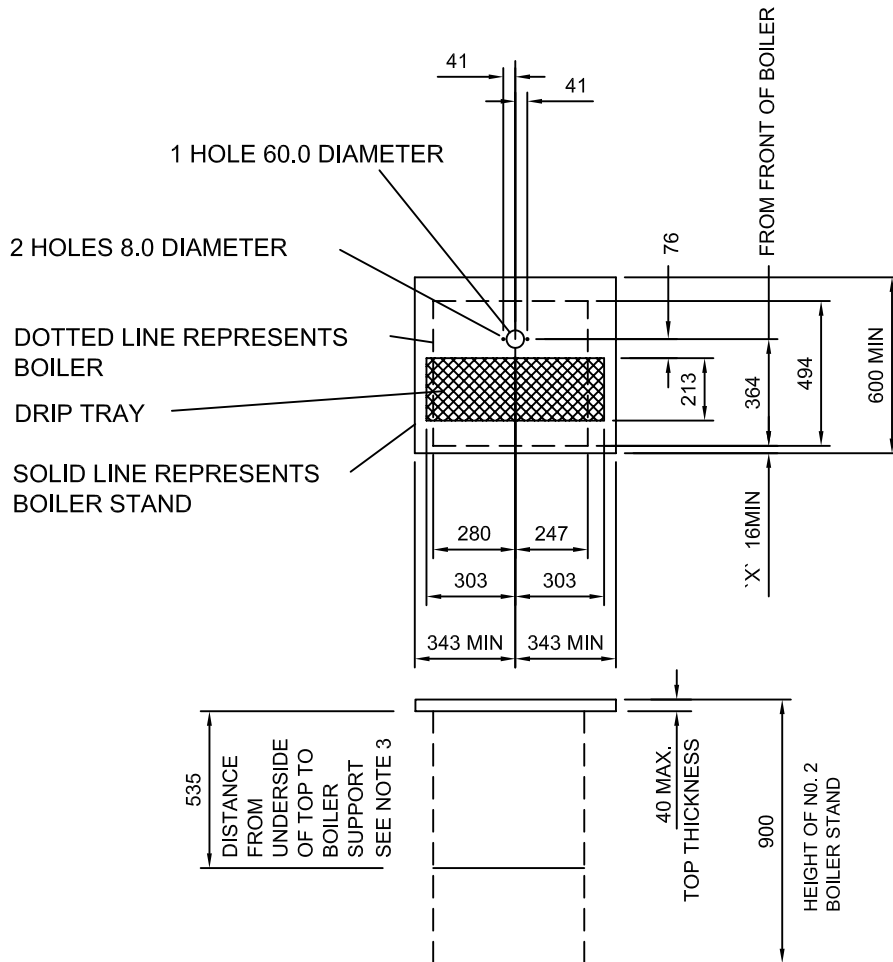 41
41
1 HOLE 60.0 DIAMETER
2 HOLES 8.0 DIAMETER
DOTTED LINE REPRESENTS
BOILER
DRIP TRAY
SOLID LINE REPRESENTS
BOILER STAND
76
FROM FRONT OF BOILER
213
364
494
600 MIN
`X` 16MIN
280
247
303
303
343 MIN
343 MIN
535
DISTANCE
FROM
UNDERSIDE
OF TOP TO
BOILER
SUPPORT
SEE NOTE 3
40 MAX.
TOP THICKNESS
900
HEIGHT OF N0. 2
BOILER STAND